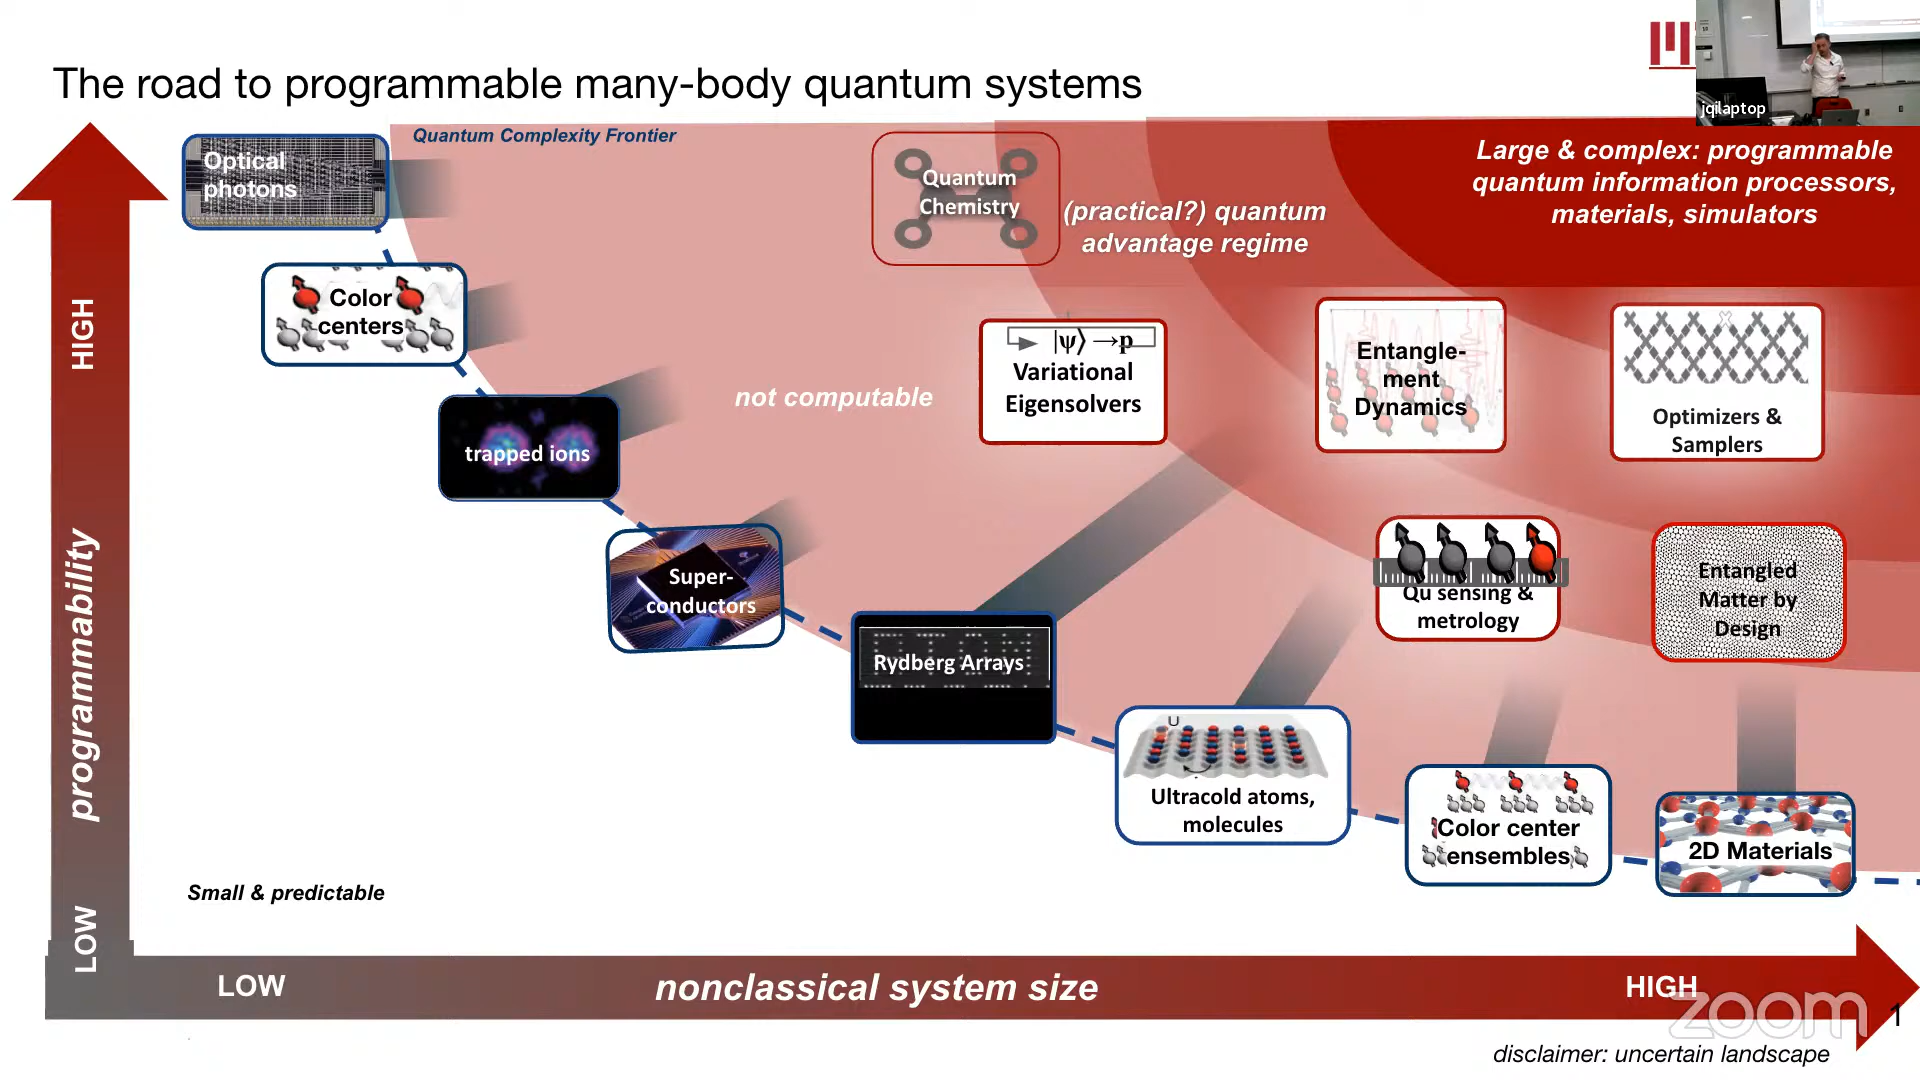 The road to programmable many-body quantum systems
jqilaptop
Quantum Complexity Frontier
Optical
photons
Quantum
Chemistry
(practical?) quantum
advantage regime
Large & complex: programmable
quantum information processors,
materials, simulators
HIGH
programmability
LOW
Color
centers
not computable
|ψ⟩→p
Variational
Eigensolvers
Entangle-
ment
Dynamics
Optimizers &
Samplers
trapped ions
Super-
conductors
Qu sensing &
metrology
Entangled
Matter by
Design
Rydberg Arrays
U
Ultracold atoms,
molecules
Color center
ensembles
2D Materials
Small & predictable
LOW
nonclassical system size
HIGH
zoom
1
disclaimer: uncertain landscape